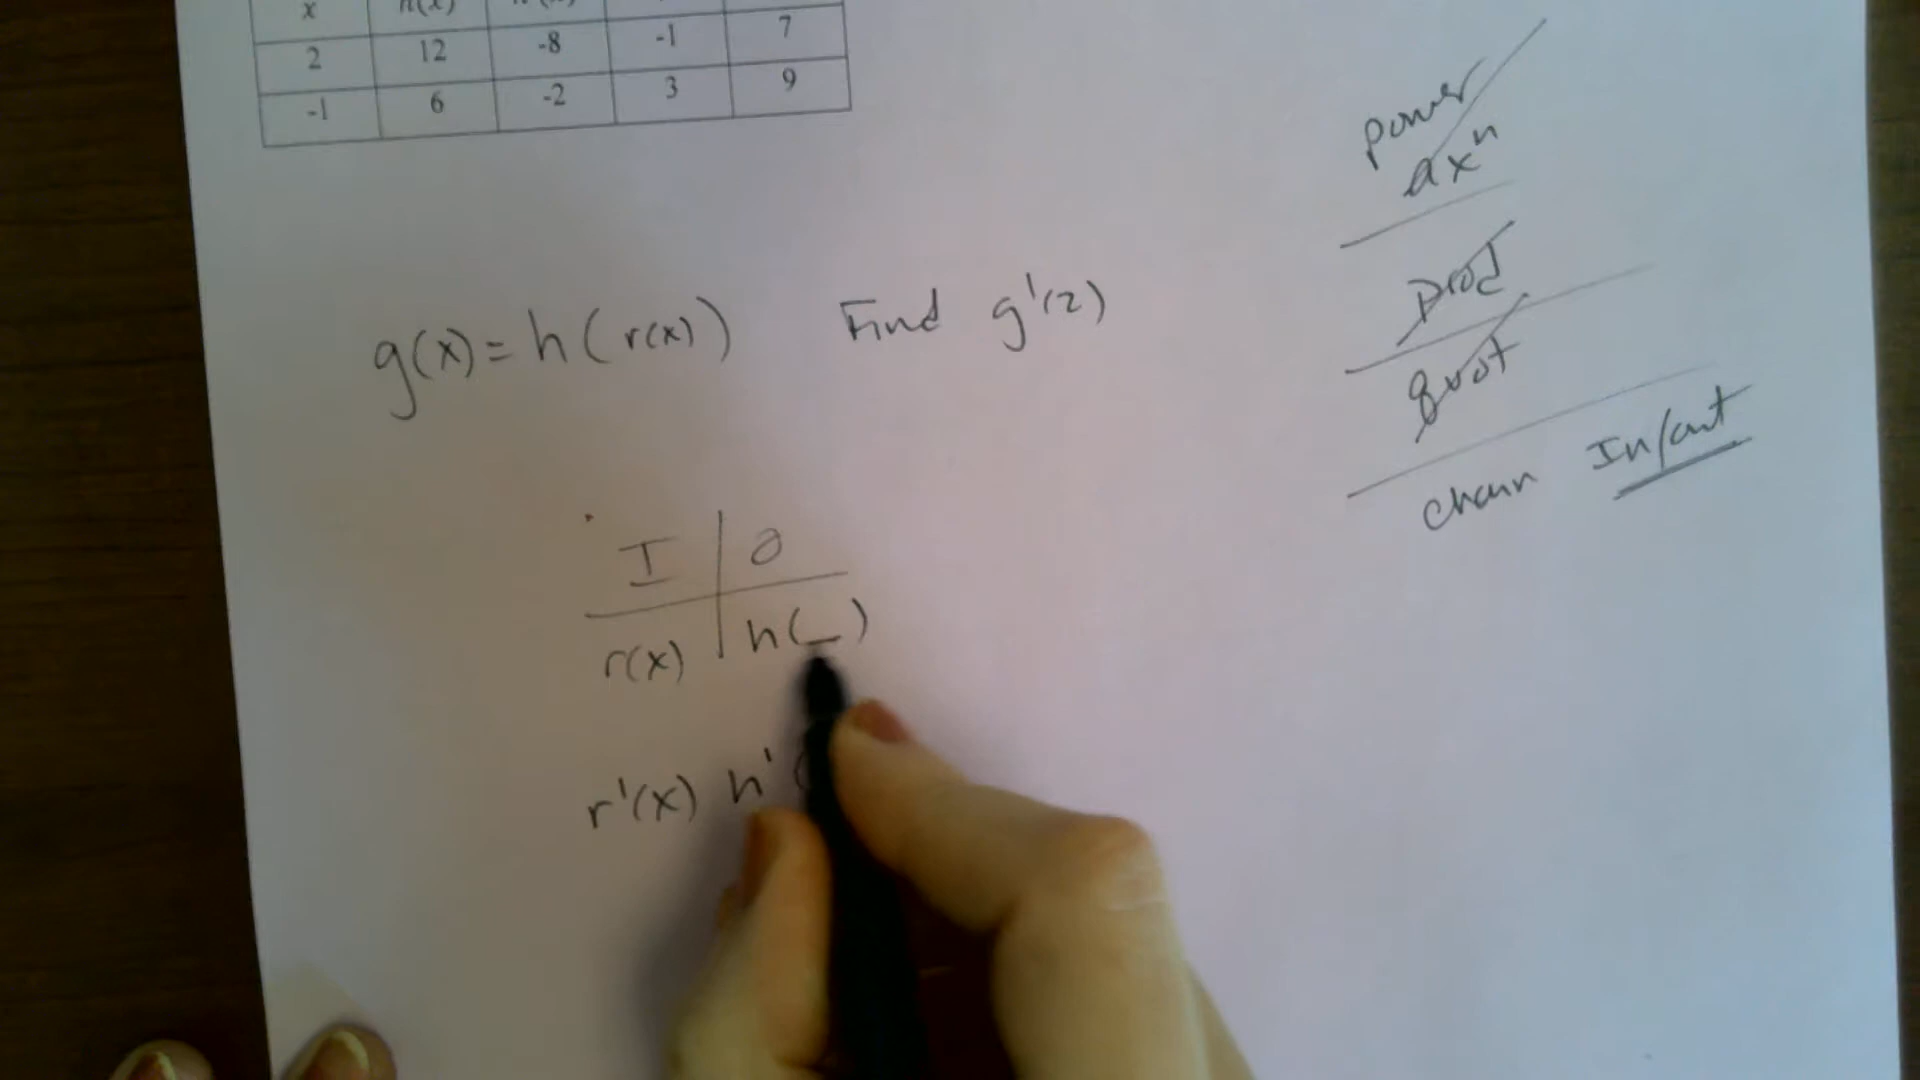 x h(x)
2 12 -8 -1 7
-1 6 -2 3 9
power
ax^n
prod
quot
chain In/out
g(x) = h(r(x)) Find g'(2)
I O
r(x) h(_)
r'(x) h'(